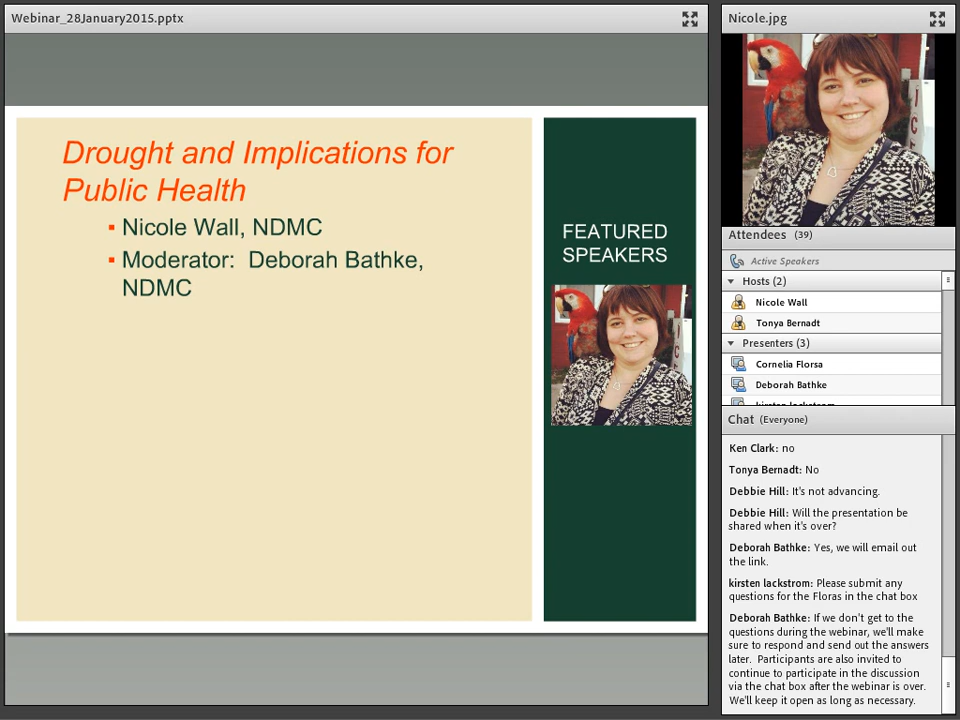 Webinar_28January2015.pptx
Drought and Implications for
Public Health
▪ Nicole Wall, NDMC
▪ Moderator:  Deborah Bathke,
NDMC
FEATURED
SPEAKERS
Nicole.jpg
Attendees (39)
Active Speakers
Hosts (2)
Nicole Wall
Tonya Bernadt
Presenters (3)
Cornelia Florsa
Deborah Bathke
Chat (Everyone)
Ken Clark: no
Tonya Bernadt: No
Debbie Hill: It's not advancing.
Debbie Hill: Will the presentation be
shared when it's over?
Deborah Bathke: Yes, we will email out
the link.
kirsten lackstrom: Please submit any
questions for the Floras in the chat box
Deborah Bathke: If we don't get to the
questions during the webinar, we'll make
sure to respond and send out the answers
later.  Participants are also invited to
continue to participate in the discussion
via the chat box after the webinar is over.
We'll keep it open as long as necessary.